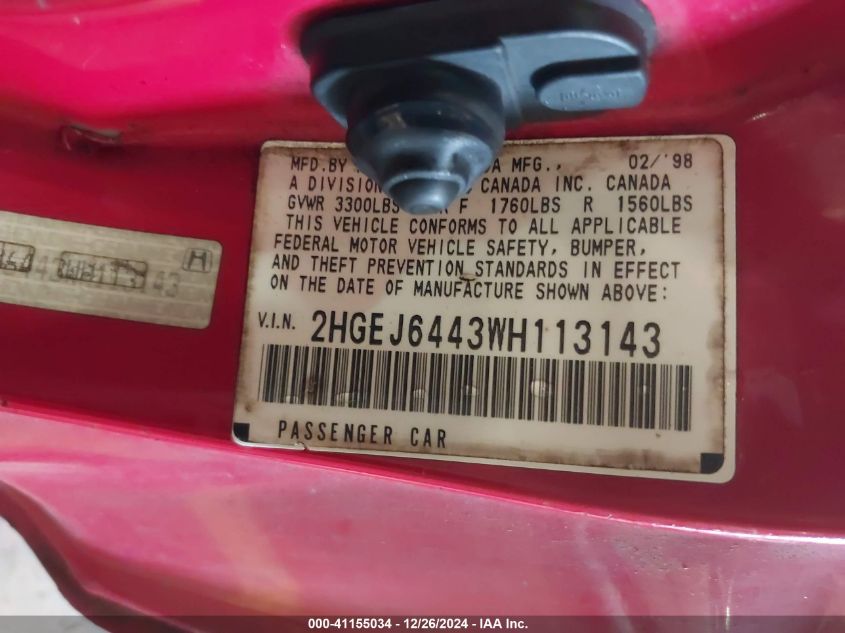 MFD.BY A MFG., 02/'98
A DIVISION CANADA INC. CANADA
GVWR 3300LBS F 1760LBS R 1560LBS
THIS VEHICLE CONFORMS TO ALL APPLICABLE
FEDERAL MOTOR VEHICLE SAFETY, BUMPER,
AND THEFT PREVENTION STANDARDS IN EFFECT
ON THE DATE OF MANUFACTURE SHOWN ABOVE:
V.I.N. 2HGEJ6443WH113143
PASSENGER CAR
000-41155034 - 12/26/2024 - IAA Inc.